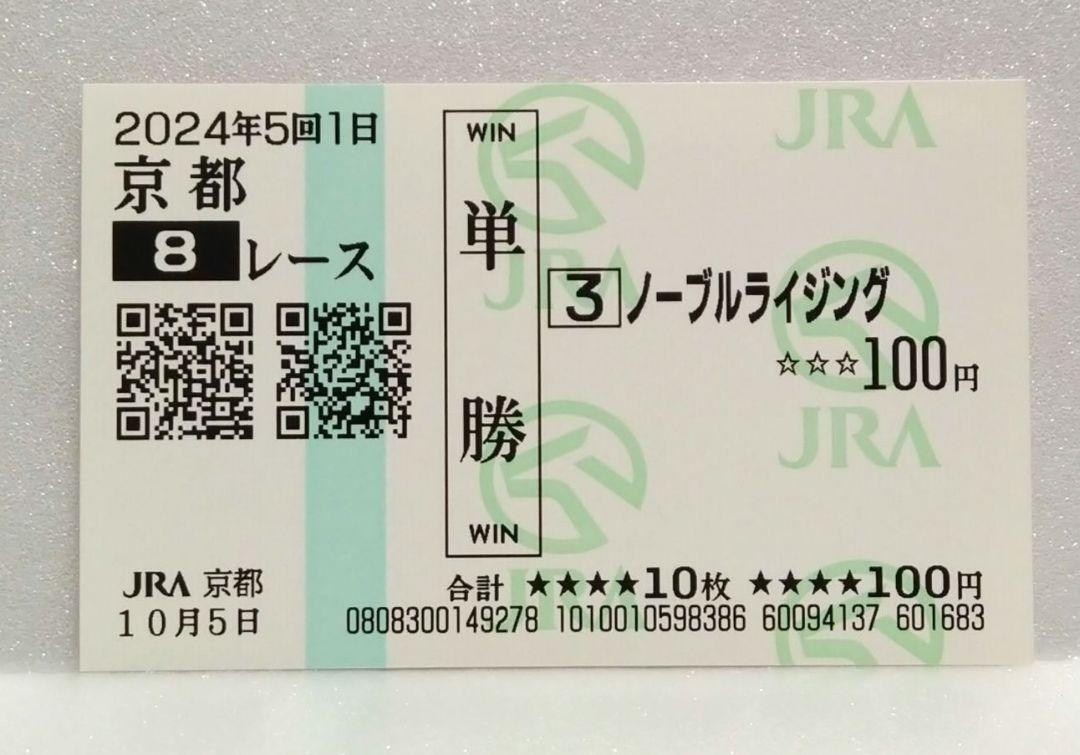 2024年5回1日
京都
8レース
WIN
単勝
WIN
3ノーブルライジング
☆☆☆100円
JRA 京都
10月5日
合計 ★★★★10枚 ★★★★100円
0808300149278 1010010598386 60094137 601683
JRA
JRA
JRA
JRA